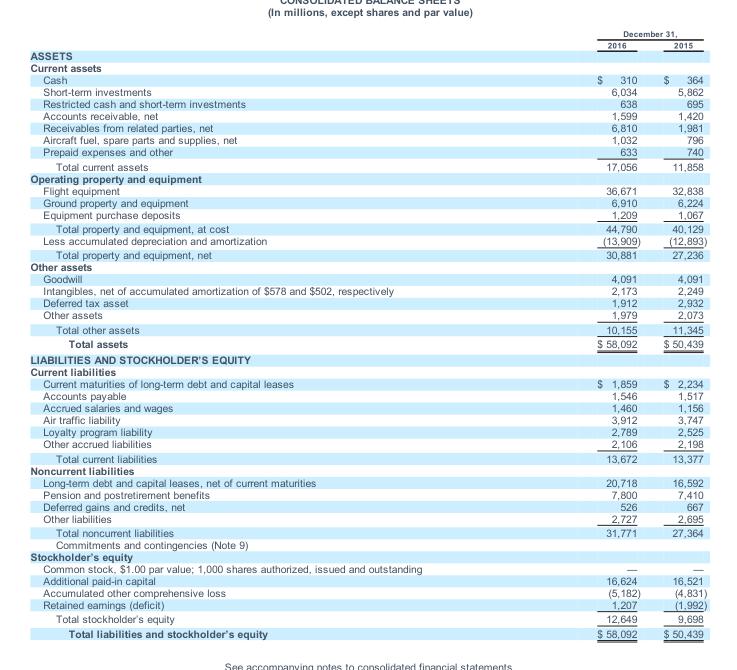 CONSOLIDATED BALANCE SHEETS
(In millions, except shares and par value)
December 31,
2016 2015
ASSETS
Current assets
Cash $ 310 $ 364
Short-term investments 6,034 5,862
Restricted cash and short-term investments 638 695
Accounts receivable, net 1,599 1,420
Receivables from related parties, net 6,810 1,981
Aircraft fuel, spare parts and supplies, net 1,032 796
Prepaid expenses and other 633 740
Total current assets 17,056 11,858
Operating property and equipment
Flight equipment 36,671 32,838
Ground property and equipment 6,910 6,224
Equipment purchase deposits 1,209 1,067
Total property and equipment, at cost 44,790 40,129
Less accumulated depreciation and amortization (13,909) (12,893)
Total property and equipment, net 30,881 27,236
Other assets
Goodwill 4,091 4,091
Intangibles, net of accumulated amortization of $578 and $502, respectively 2,173 2,249
Deferred tax asset 1,912 2,932
Other assets 1,979 2,073
Total other assets 10,155 11,345
Total assets $ 58,092 $ 50,439
LIABILITIES AND STOCKHOLDER'S EQUITY
Current liabilities
Current maturities of long-term debt and capital leases $ 1,859 $ 2,234
Accounts payable 1,546 1,517
Accrued salaries and wages 1,460 1,156
Air traffic liability 3,912 3,747
Loyalty program liability 2,789 2,525
Other accrued liabilities 2,106 2,198
Total current liabilities 13,672 13,377
Noncurrent liabilities
Long-term debt and capital leases, net of current maturities 20,718 16,592
Pension and postretirement benefits 7,800 7,410
Deferred gains and credits, net 526 667
Other liabilities 2,727 2,695
Total noncurrent liabilities 31,771 27,364
Commitments and contingencies (Note 9)
Stockholder's equity
Common stock, $1.00 par value; 1,000 shares authorized, issued and outstanding — —
Additional paid-in capital 16,624 16,521
Accumulated other comprehensive loss (5,182) (4,831)
Retained earnings (deficit) 1,207 (1,992)
Total stockholder's equity 12,649 9,698
Total liabilities and stockholder's equity $ 58,092 $ 50,439
See accompanying notes to consolidated financial statements